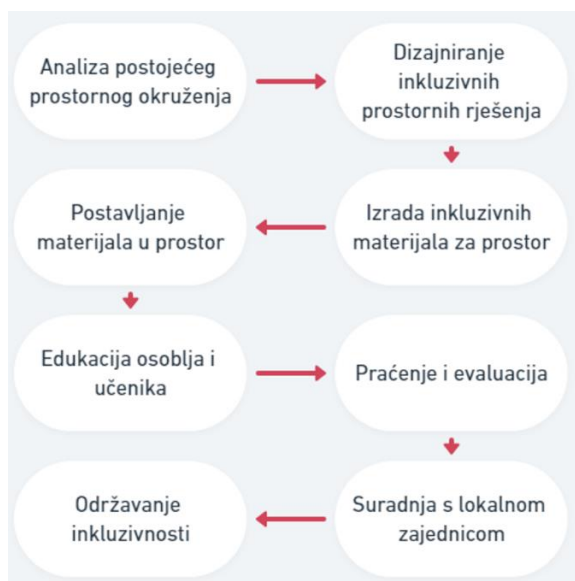 Analiza postojećeg
prostornog okruženja
Dizajniranje
inkluzivnih
prostornih rješenja
Izrada inkluzivnih
materijala za prostor
Postavljanje
materijala u prostor
Edukacija osoblja i
učenika
Praćenje i evaluacija
Suradnja s lokalnom
zajednicom
Održavanje
inkluzivnosti